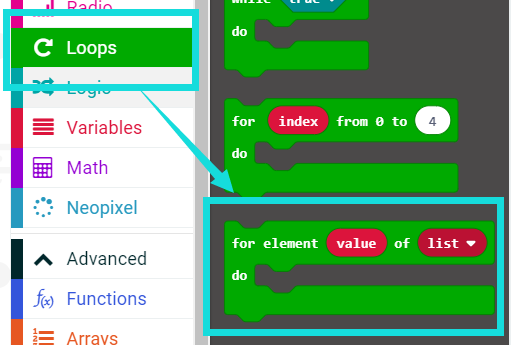 Radio
Loops
Logic
Variables
Math
Neopixel
Advanced
Functions
Arrays
while true
do
for index from 0 to 4
do
for element value of list
do